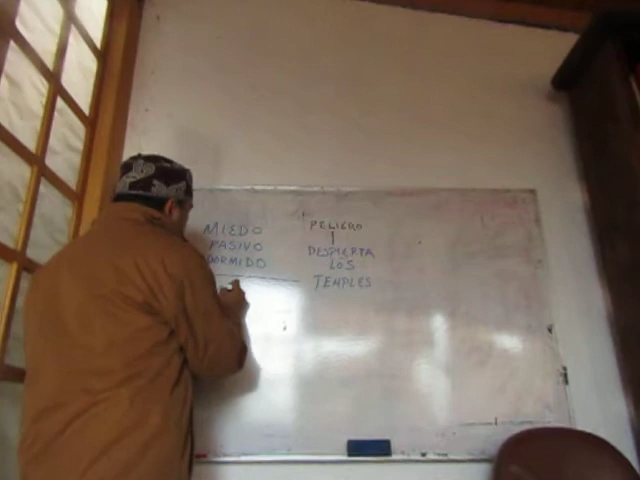 MIEDO
PASIVO
DORMIDO
PELIGRO
DESPIERTA
LOS
TEMPLES